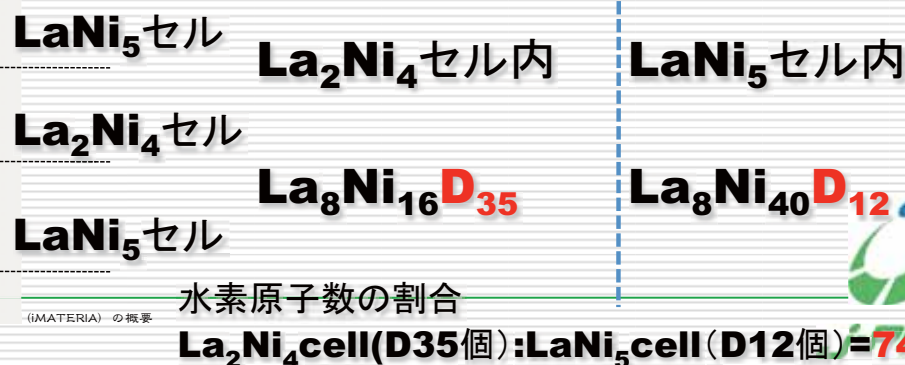 LaNi₅セル
La₂Ni₄セル内
LaNi₅セル内
La₂Ni₄セル
La₈Ni₁₆D₃₅
La₈Ni₄₀D₁₂
LaNi₅セル
水素原子数の割合
(iMATERIA) の概要
La₂Ni₄cell(D35個):LaNi₅cell(D12個)=74